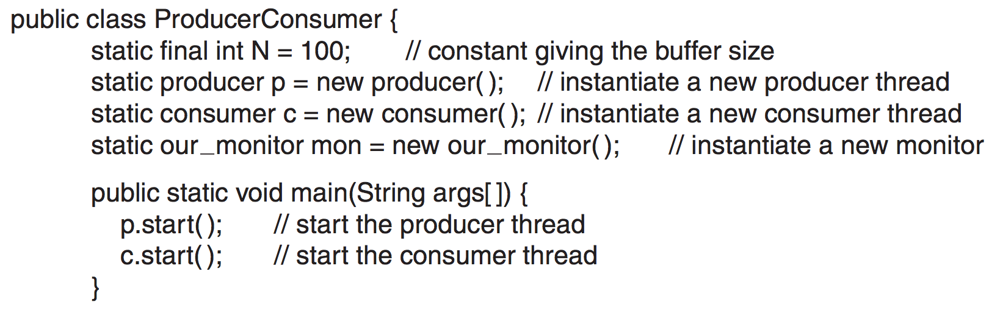 public class ProducerConsumer {
static final int N = 100; // constant giving the buffer size
static producer p = new producer( ); // instantiate a new producer thread
static consumer c = new consumer( ); // instantiate a new consumer thread
static our_monitor mon = new our_monitor( ); // instantiate a new monitor
public static void main(String args[ ]) {
p.start( ); // start the producer thread
c.start( ); // start the consumer thread
}